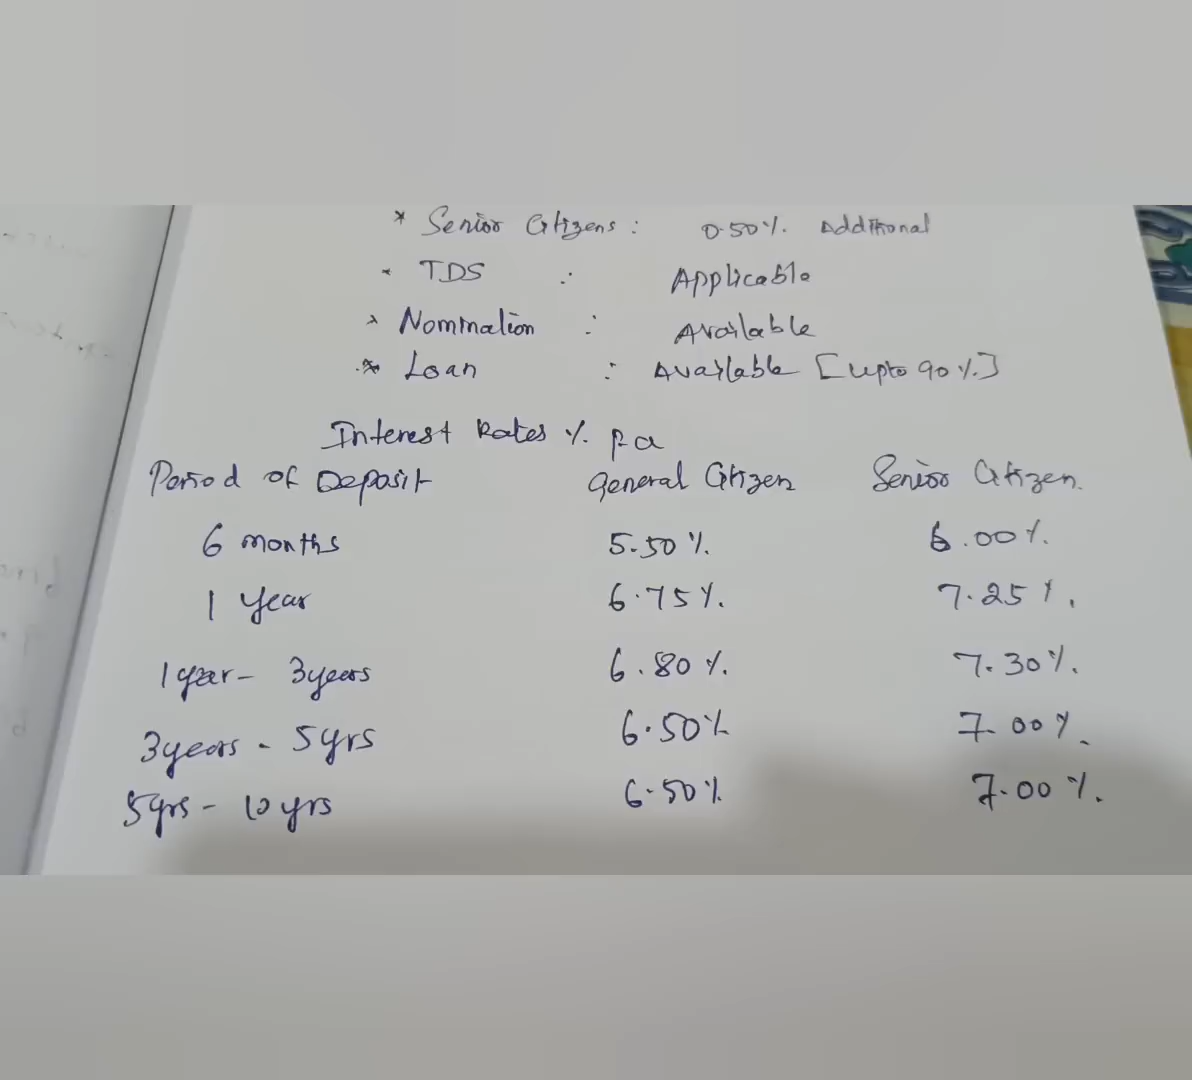 * Senior Citizens : 0.50%. Additional
* TDS : Applicable
* Nomination : Available
* Loan : Available [upto 90%]
Interest Rates % p a
Period of Deposit General Citizen Senior Citizen.
6 months 5.50%. 6.00%.
1 Year 6.75%. 7.25%.
1 year - 3 years 6.80%. 7.30%.
3 years - 5 yrs 6.50% 7.00%.
5 yrs - 10 yrs 6.50% 7.00%.